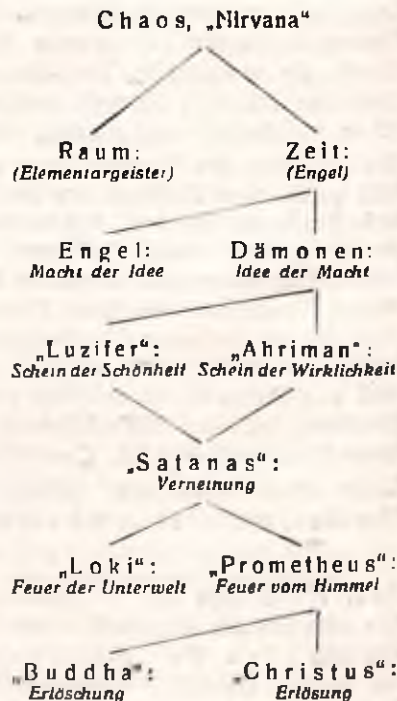 Chaos, „Nirvana“
Raum: Zeit:
(Elementargeister) (Engel)
Engel: Dämonen:
Macht der Idee Idee der Macht
„Luzifer“: „Ahriman“:
Schein der Schönheit Schein der Wirklichkeit
„Satanas“:
Verneinung
„Loki“: „Prometheus“:
Feuer der Unterwelt Feuer vom Himmel
„Buddha“: „Christus“:
Erlöschung Erlösung